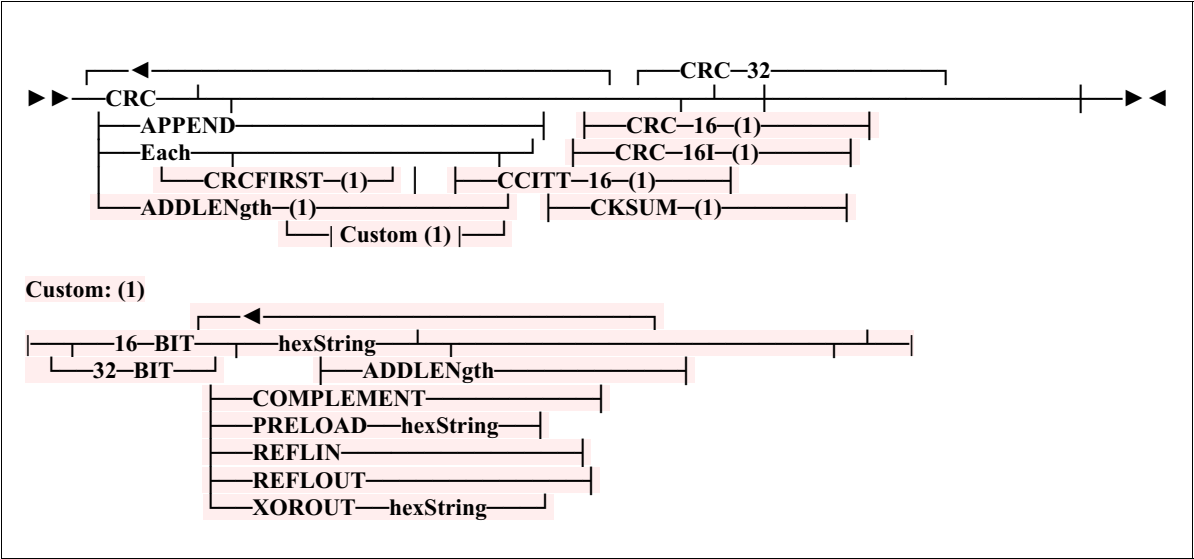 CRC─32
CRC
APPEND CRC─16─(1)
Each CRC─16I─(1)
CRCFIRST─(1) CCITT─16─(1)
ADDLENgth─(1) CKSUM─(1)
| Custom (1) |
Custom: (1)
16─BIT hexString
32─BIT ADDLENgth
COMPLEMENT
PRELOAD──hexString
REFLIN
REFLOUT
XOROUT──hexString